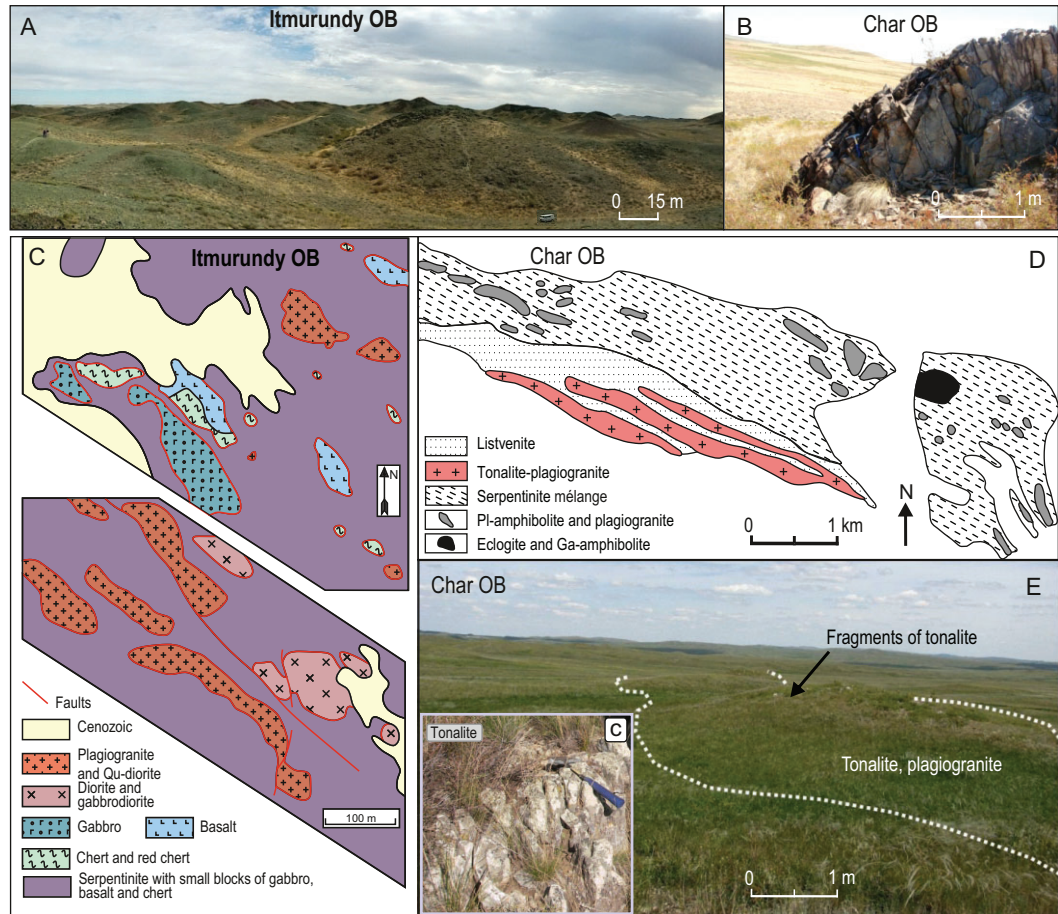 A
Itmurundy OB
0 15 m
B
Char OB
0 1 m
C
Itmurundy OB
N
Faults
Cenozoic
Plagiogranite
and Qu-diorite
Diorite and
gabbrodiorite
Gabbro
Basalt
Chert and red chert
Serpentinite with small blocks of gabbro,
basalt and chert
100 m
Char OB
D
Listvenite
Tonalite-plagiogranite
Serpentinite mélange
Pl-amphibolite and plagiogranite
Eclogite and Ga-amphibolite
0 1 km
N
Char OB
E
Fragments of tonalite
Tonalite, plagiogranite
0 1 m
Tonalite
C